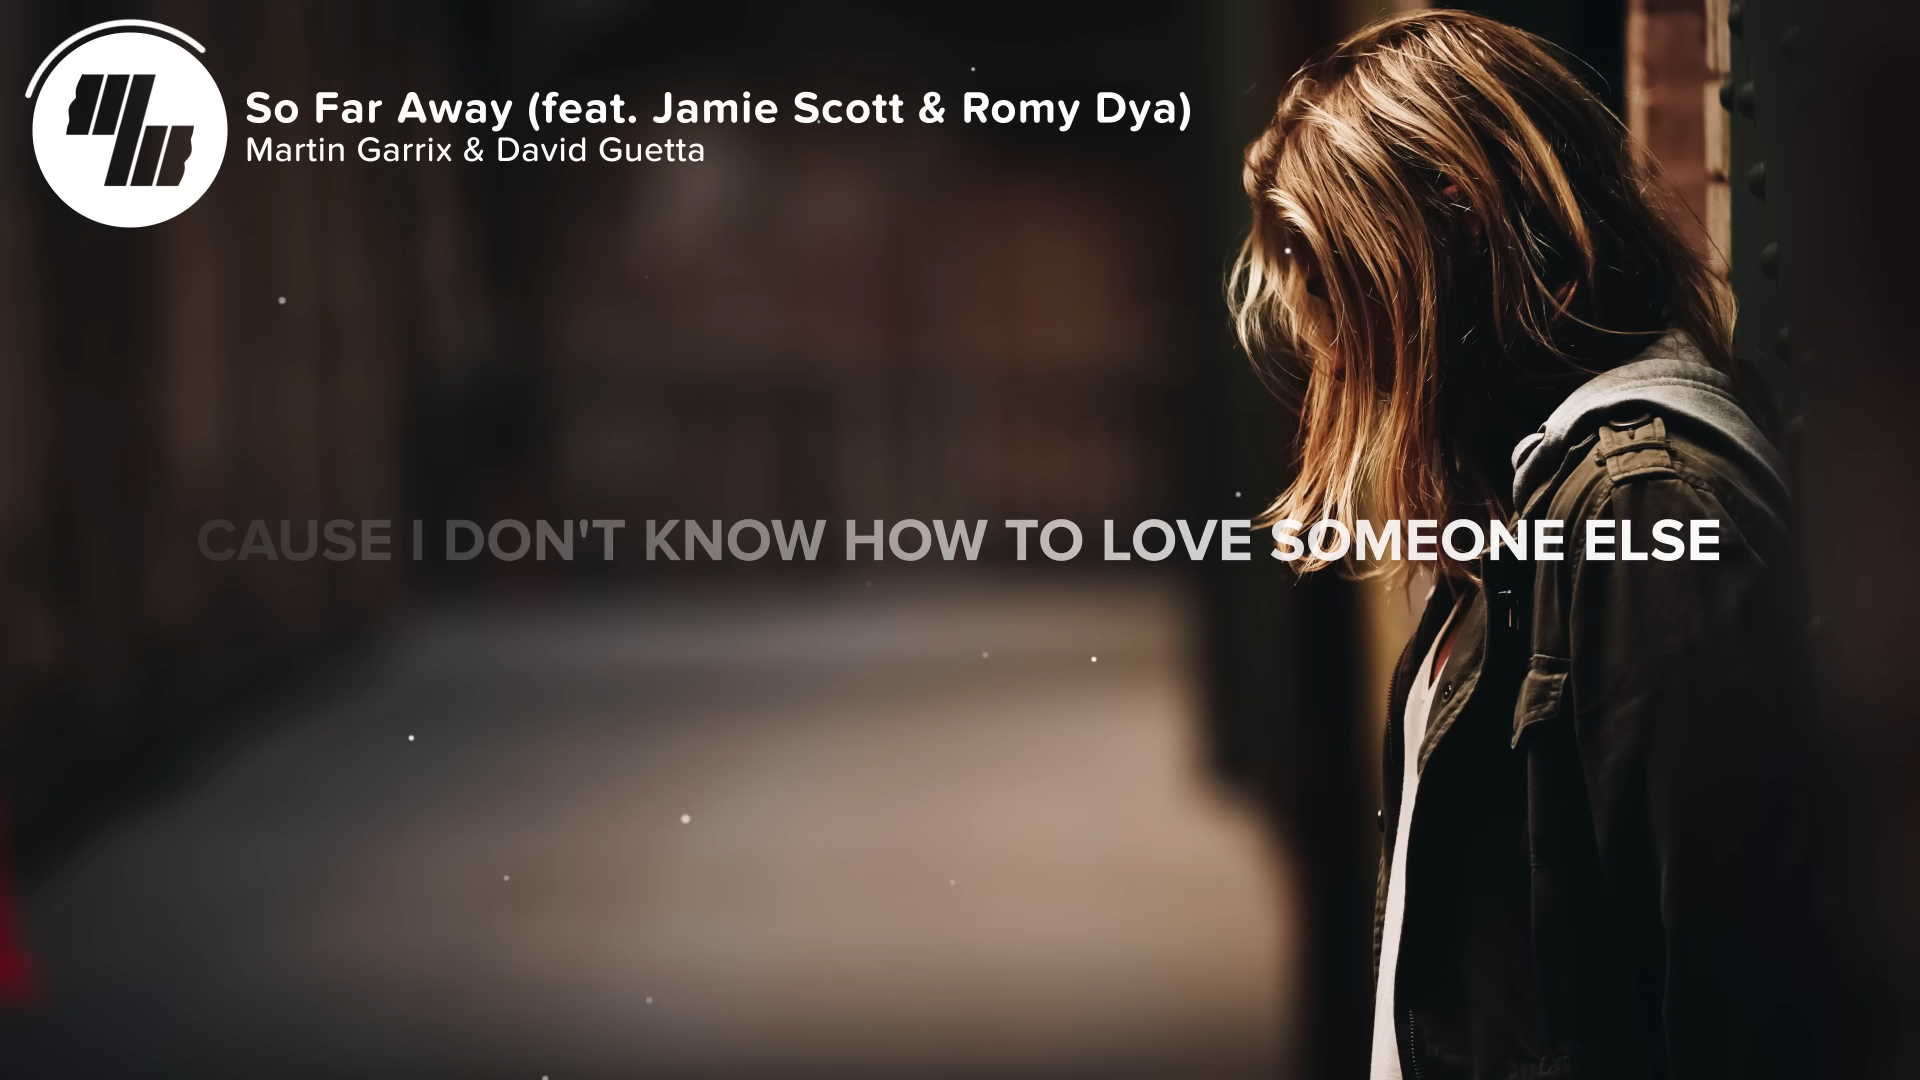 So Far Away (feat. Jamie Scott & Romy Dya)
Martin Garrix & David Guetta
CAUSE I DON'T KNOW HOW TO LOVE SOMEONE ELSE